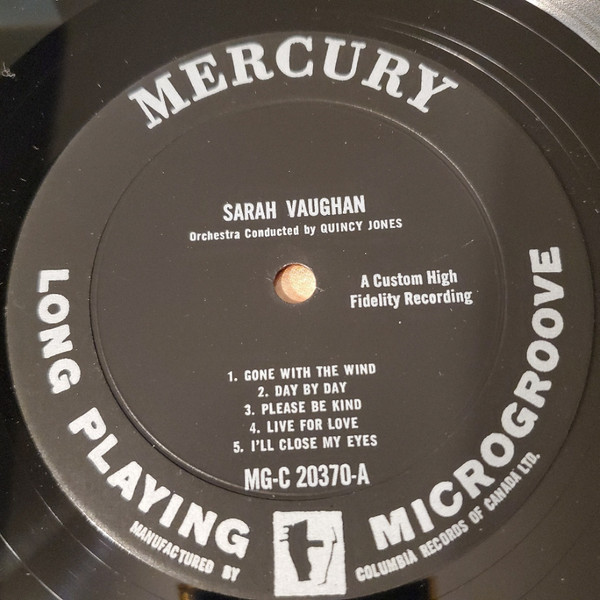 MERCURY
SARAH VAUGHAN
Orchestra Conducted by QUINCY JONES
A Custom High
Fidelity Recording
1. GONE WITH THE WIND
2. DAY BY DAY
3. PLEASE BE KIND
4. LIVE FOR LOVE
5. I'LL CLOSE MY EYES
MG-C 20370-A
LONG PLAYING MICROGROOVE
MANUFACTURED BY COLUMBIA RECORDS OF CANADA LTD.